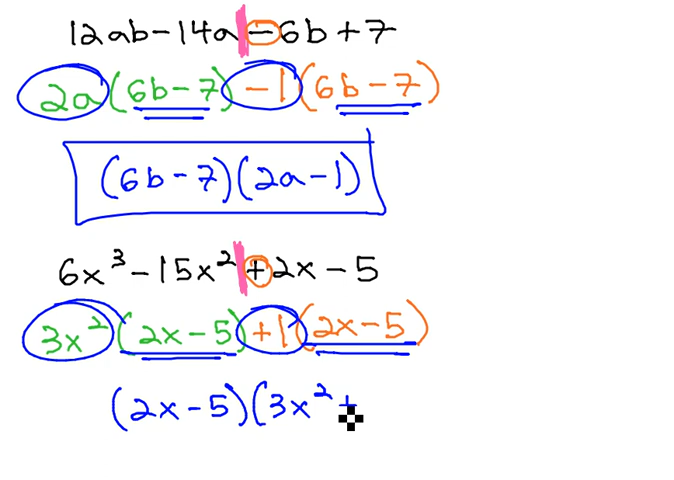 12ab-14a-6b+7
2a(6b-7)-1(6b-7)
(6b-7)(2a-1)
6x³-15x²+2x-5
3x²(2x-5)+1(2x-5)
(2x-5)(3x²+